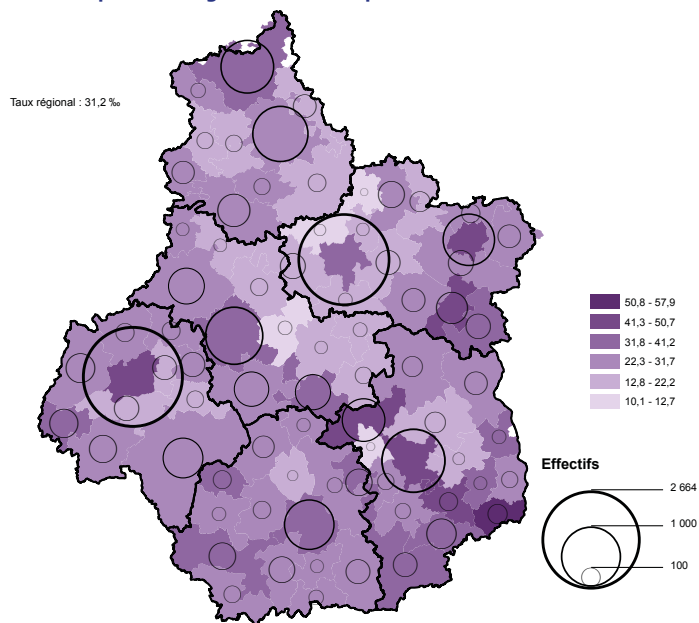 Taux régional : 31,2 ‰
50,8 - 57,9
41,3 - 50,7
31,8 - 41,2
22,3 - 31,7
12,8 - 22,2
10,1 - 12,7
Effectifs
2 664
1 000
100